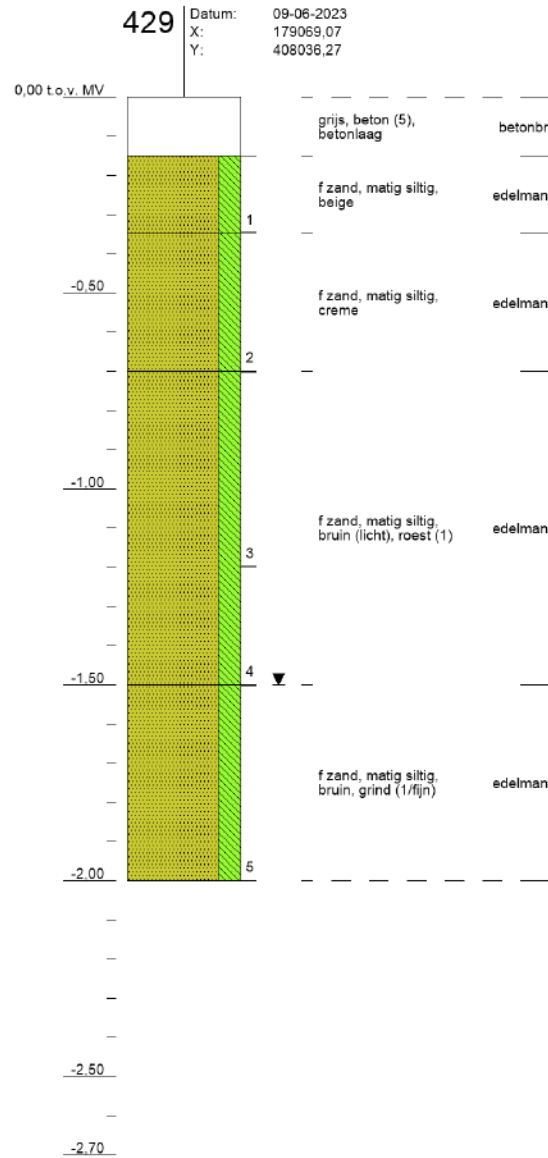 429
Datum: 09-06-2023
X: 179069,07
Y: 408036,27
0,00 t.o.v. MV
grijs, beton (5),
betonlaag
betonbr
f zand, matig siltig,
beige
edelman
1
-0,50
f zand, matig siltig,
creme
edelman
2
-1,00
f zand, matig siltig,
bruin (licht), roest (1)
edelman
3
-1,50
4
f zand, matig siltig,
bruin, grind (1/fijn)
edelman
-2,00
5
-2,50
-2,70